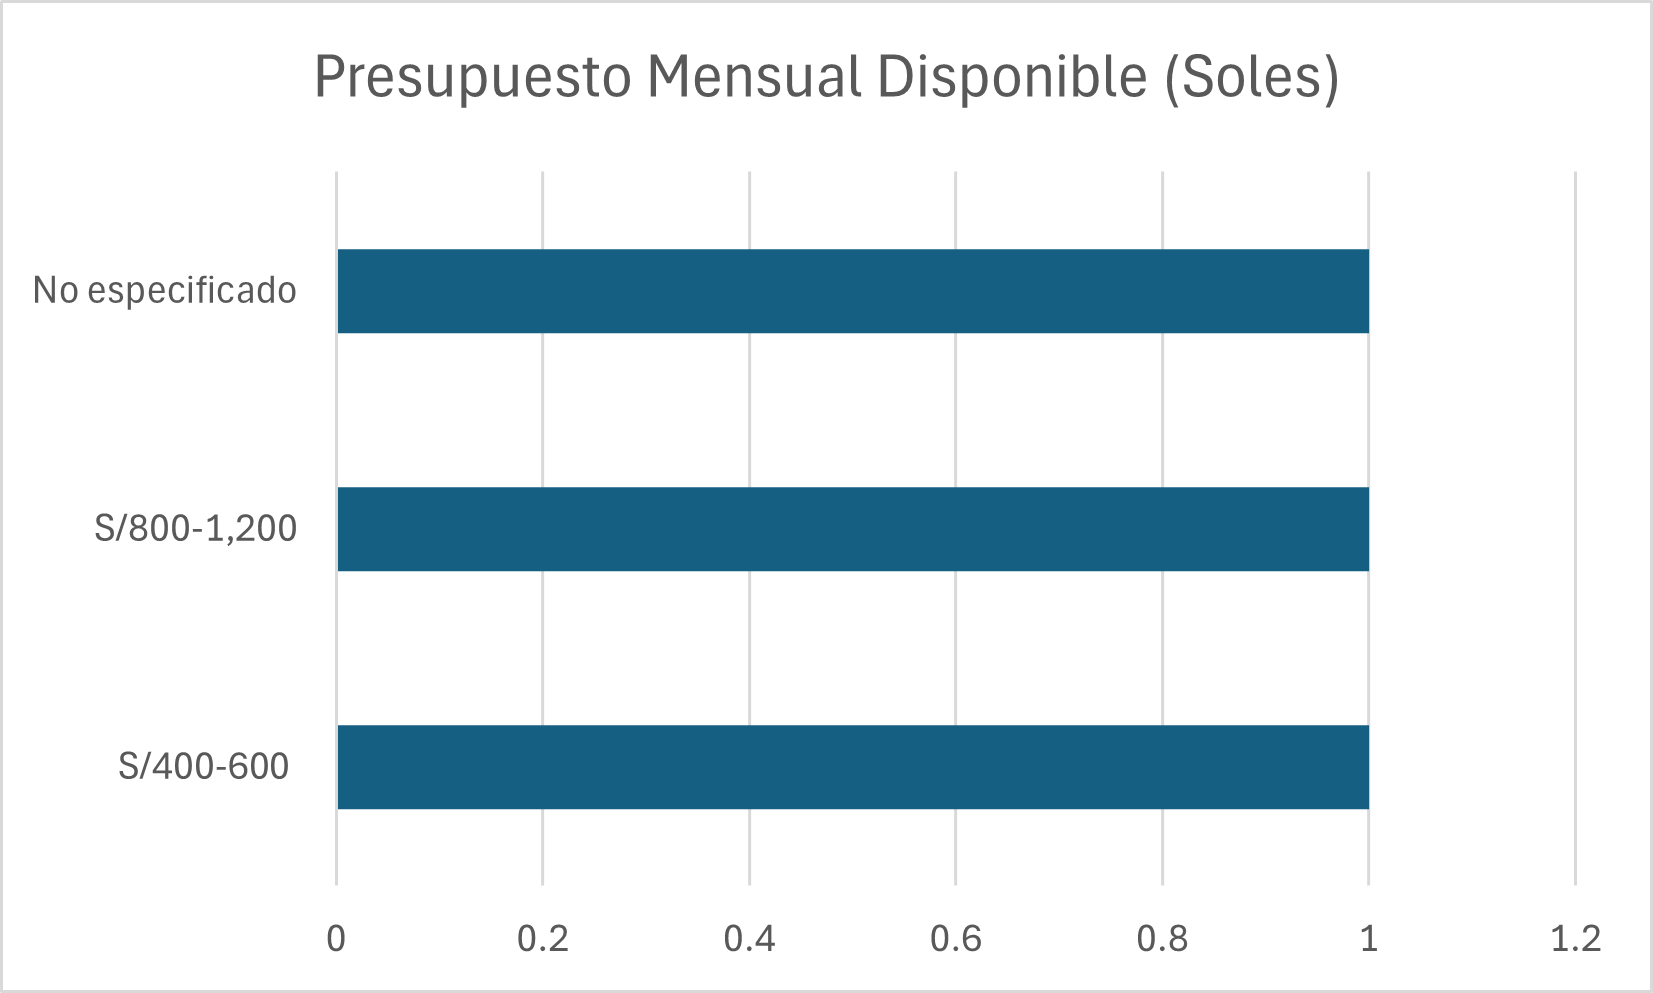 Presupuesto Mensual Disponible (Soles)
No especificado
S/800-1,200
S/400-600
0 0.2 0.4 0.6 0.8 1 1.2